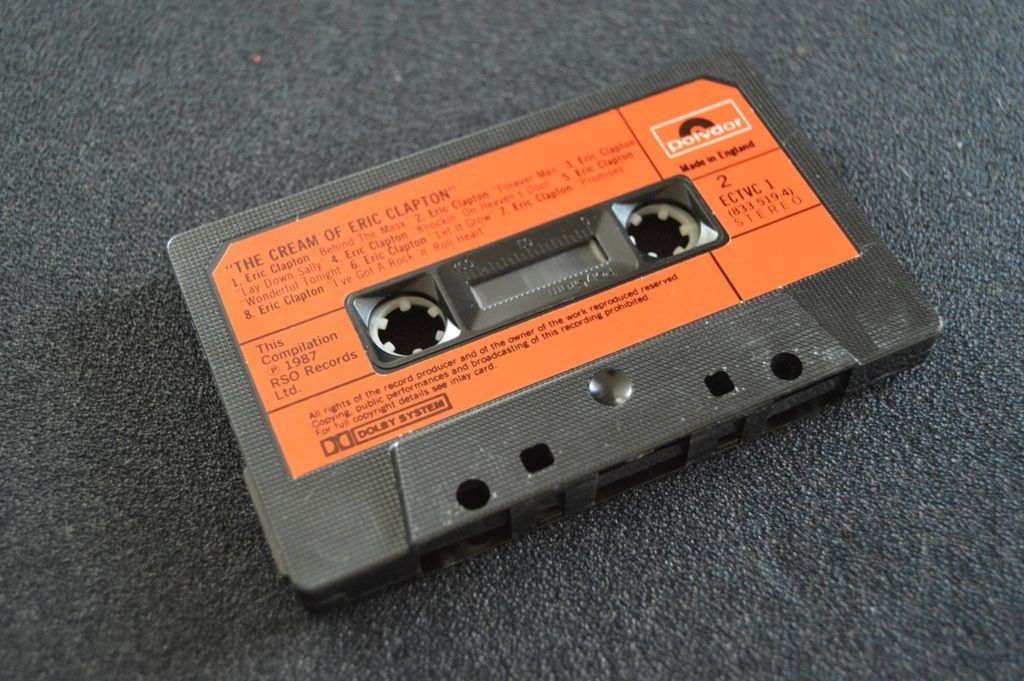 "THE CREAM OF ERIC CLAPTON"
1. Eric Clapton "Behind The Mask" 2. Eric Clapton "Forever Man" 3. Eric Clapton
"Lay Down Sally" 4. Eric Clapton "Knockin' On Heaven's Door" 5. Eric Clapton
"Wonderful Tonight" 6. Eric Clapton "Let It Grow" 7. Eric Clapton "Promises"
8. Eric Clapton "I've Got A Rock n' Roll Heart"
polydor
Made in England
2
ECTVC 1
(833 519-4)
STEREO
This
Compilation
℗ 1987
RSO Records
Ltd.
All rights of the record producer and of the owner of the work reproduced reserved.
Copying, public performances and broadcasting of this recording prohibited.
For full copyright details see inlay card.
DOLBY SYSTEM